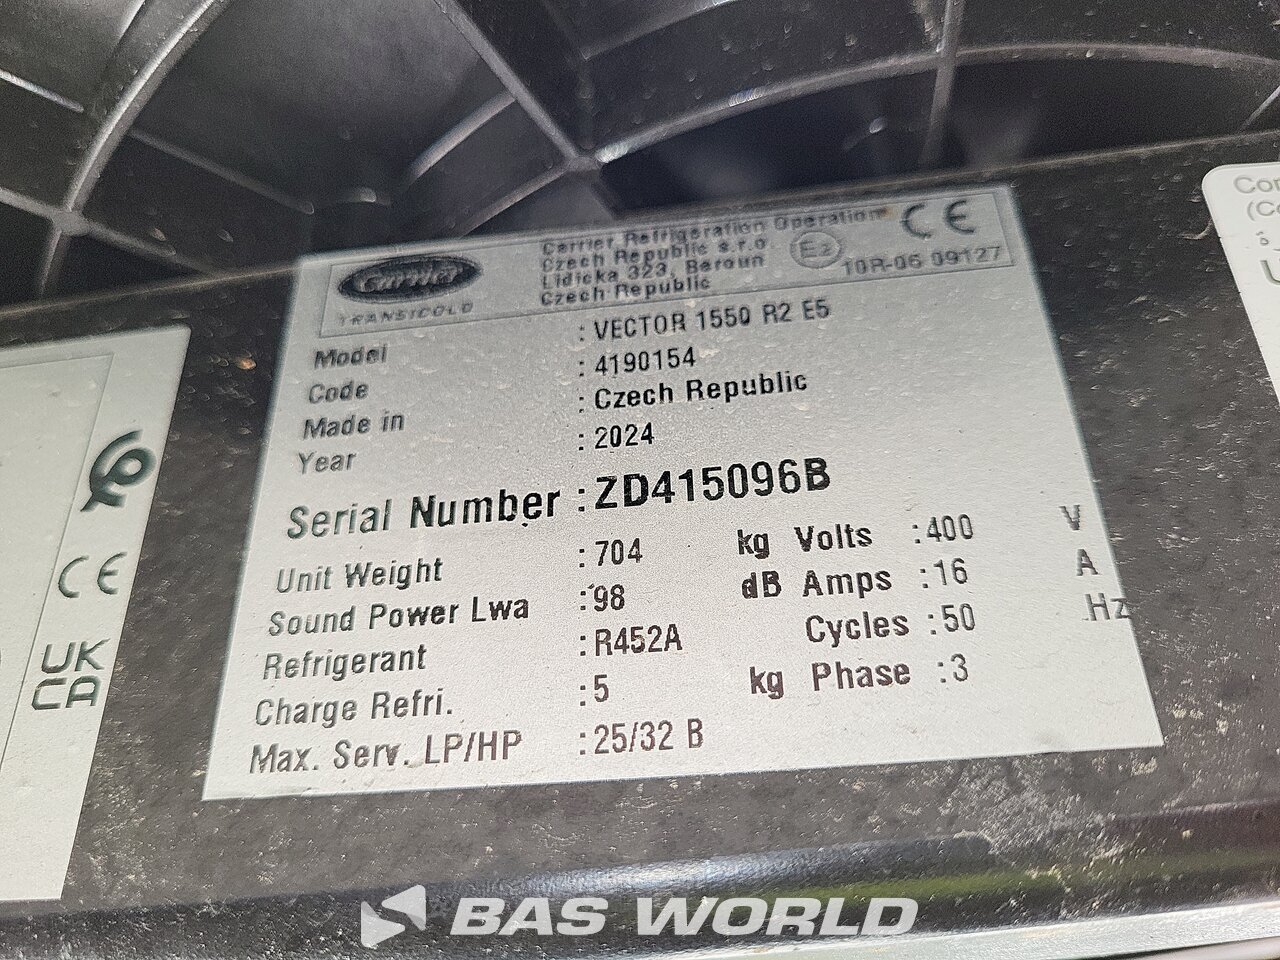 Carrier
TRANSICOLD
Carrier Refrigeration Operation
Czech Republic s.r.o.
Lidicka 323, Beroun
Czech Republic
E2
CE
10R-06 09127
Model : VECTOR 1550 R2 E5
Code : 4190154
Made in : Czech Republic
Year : 2024
Serial Number : ZD415096B
Unit Weight : 704 kg Volts : 400 V
Sound Power Lwa : 98 dB Amps : 16 A
Refrigerant : R452A Cycles : 50 Hz
Charge Refri. : 5 kg Phase : 3
Max. Serv. LP/HP : 25/32 B
CE
UK
CA
BAS WORLD